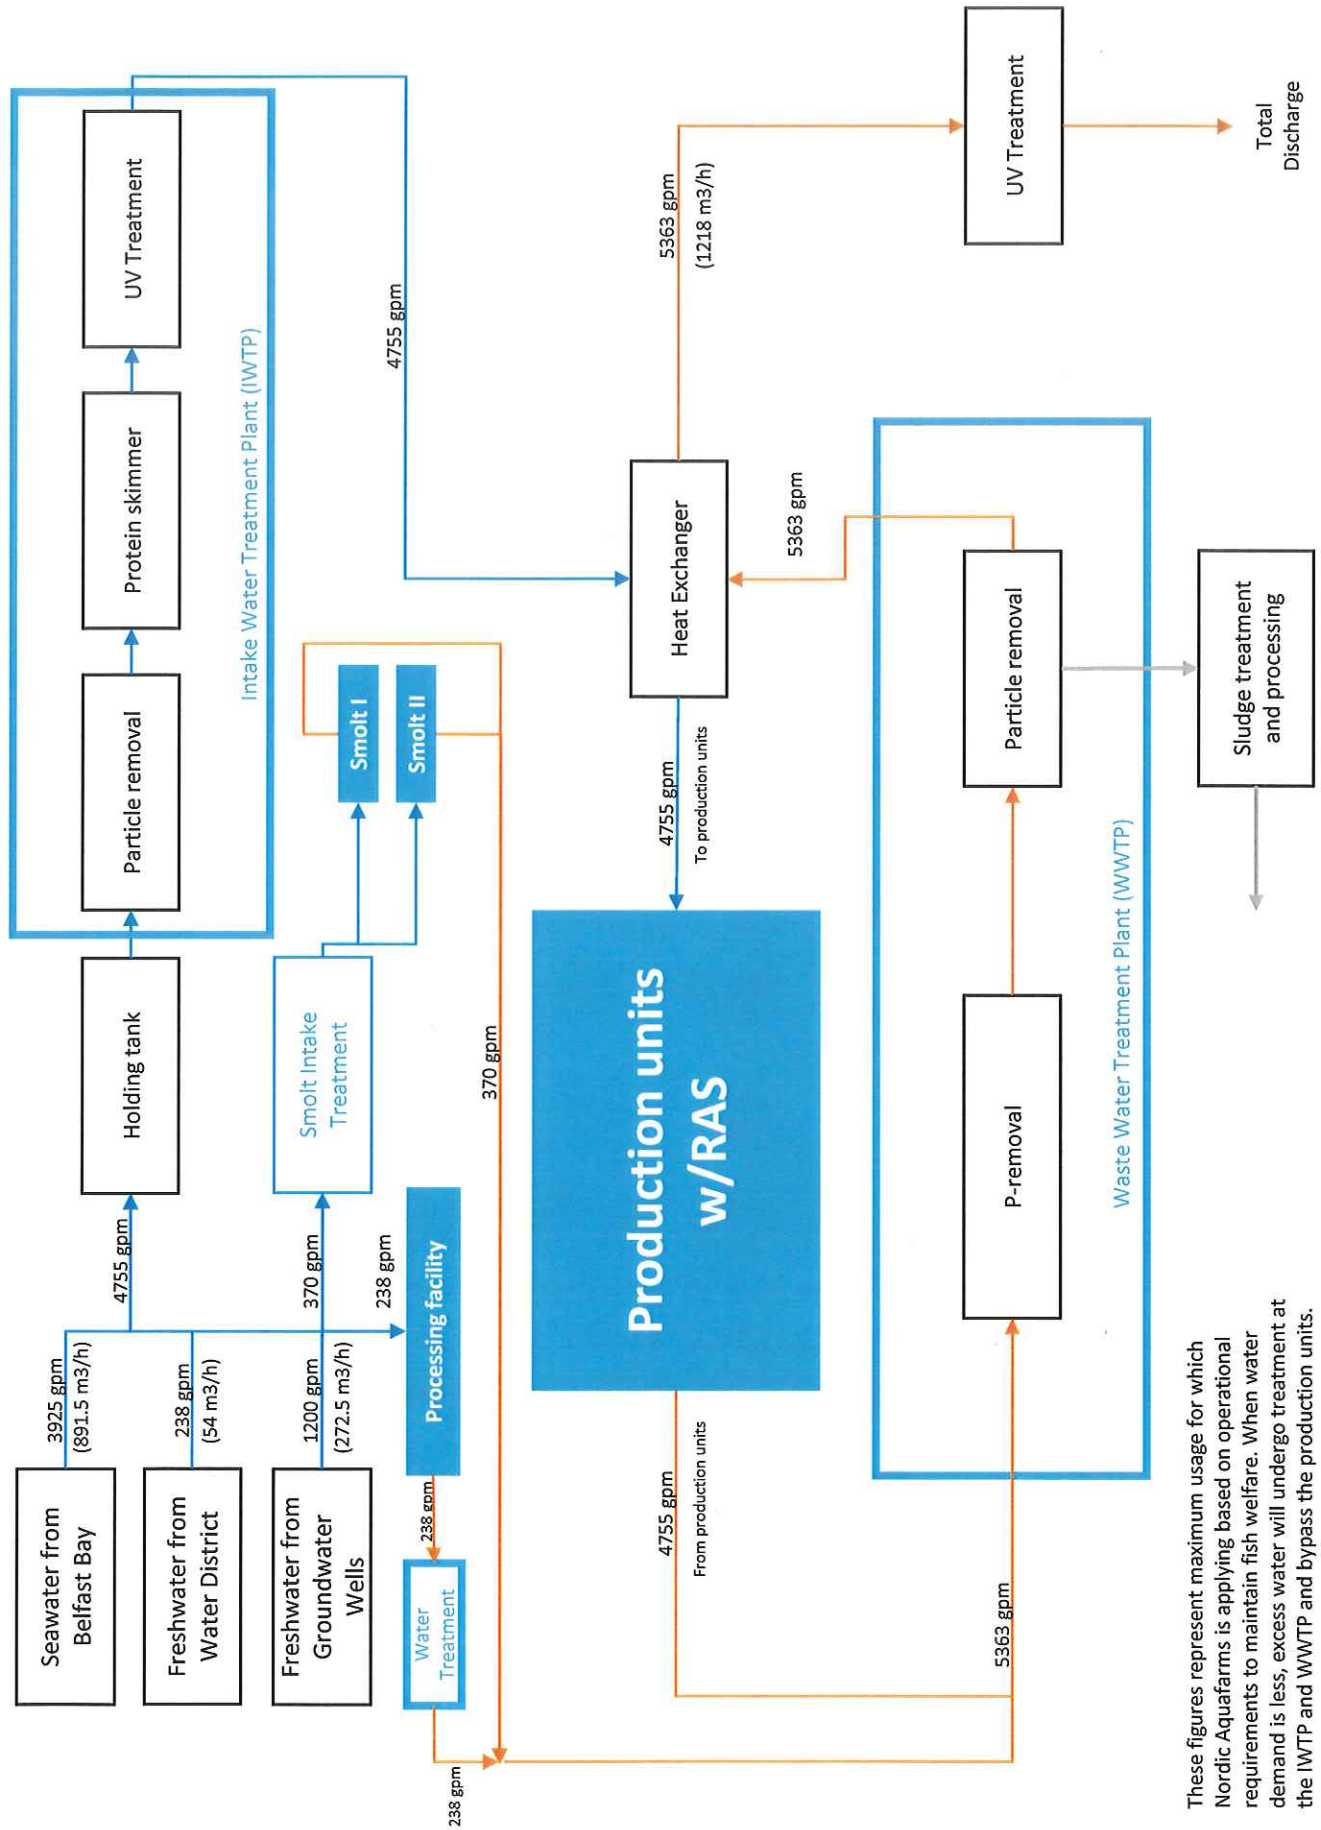 Seawater from
Belfast Bay
3925 gpm
(891.5 m3/h)
Freshwater from
Water District
238 gpm
(54 m3/h)
Freshwater from
Groundwater
Wells
1200 gpm
(272.5 m3/h)
4755 gpm
Holding tank
Particle removal
Protein skimmer
UV Treatment
Intake Water Treatment Plant (IWTP)
370 gpm
Smolt Intake
Treatment
Smolt I
Smolt II
238 gpm
Processing facility
238 gpm
Water
Treatment
238 gpm
370 gpm
4755 gpm
Heat Exchanger
5363 gpm
(1218 m3/h)
UV Treatment
Total
Discharge
4755 gpm
To production units
Production units
w/RAS
4755 gpm
From production units
5363 gpm
P-removal
Particle removal
5363 gpm
Waste Water Treatment Plant (WWTP)
Sludge treatment
and processing
These figures represent maximum usage for which
Nordic Aquafarms is applying based on operational
requirements to maintain fish welfare. When water
demand is less, excess water will undergo treatment at
the IWTP and WWTP and bypass the production units.